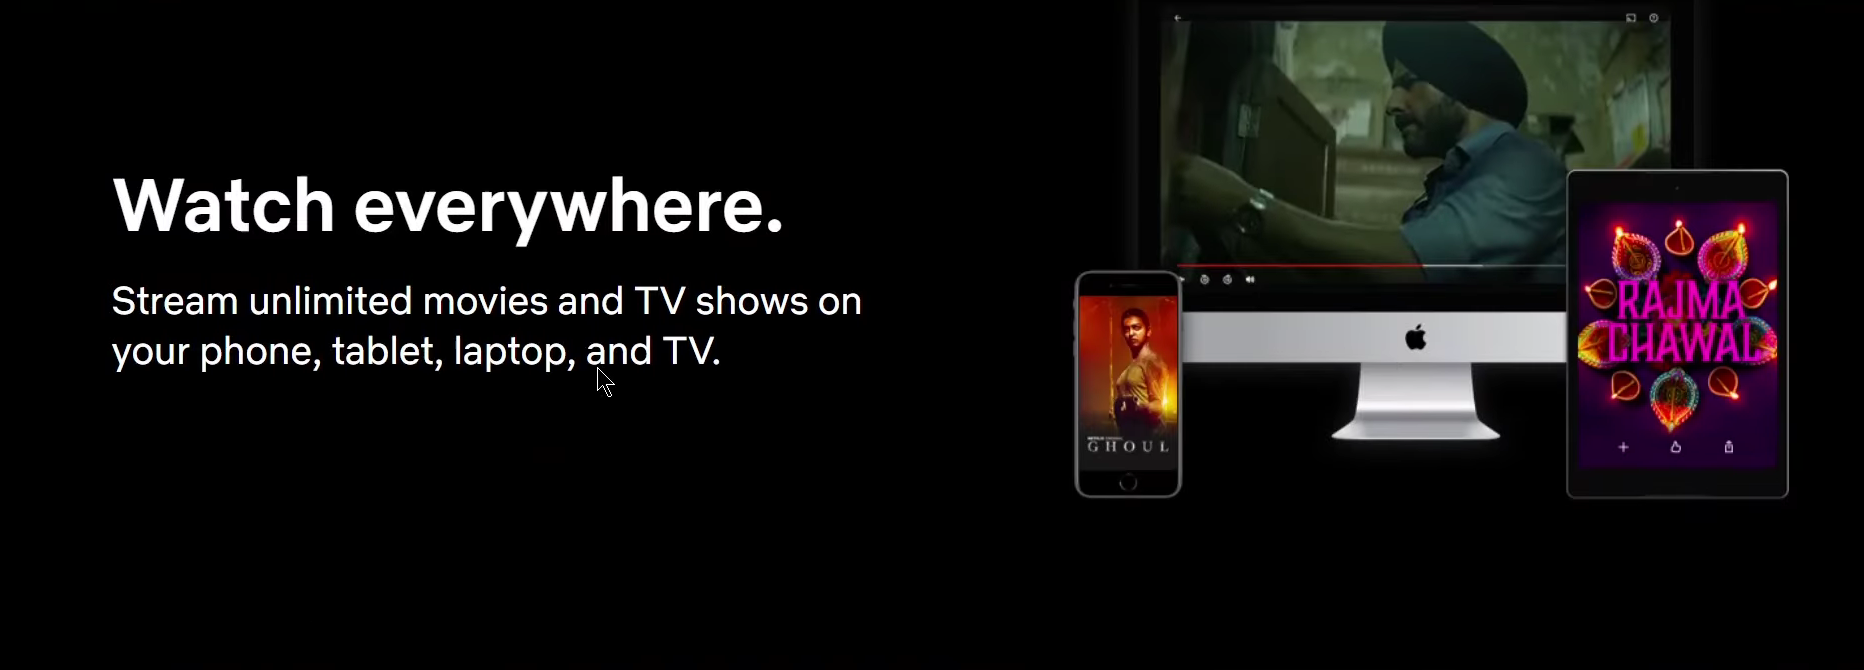 Watch everywhere.
Stream unlimited movies and TV shows on
your phone, tablet, laptop, and TV.
GHOUL
RAJMA
CHAWAL